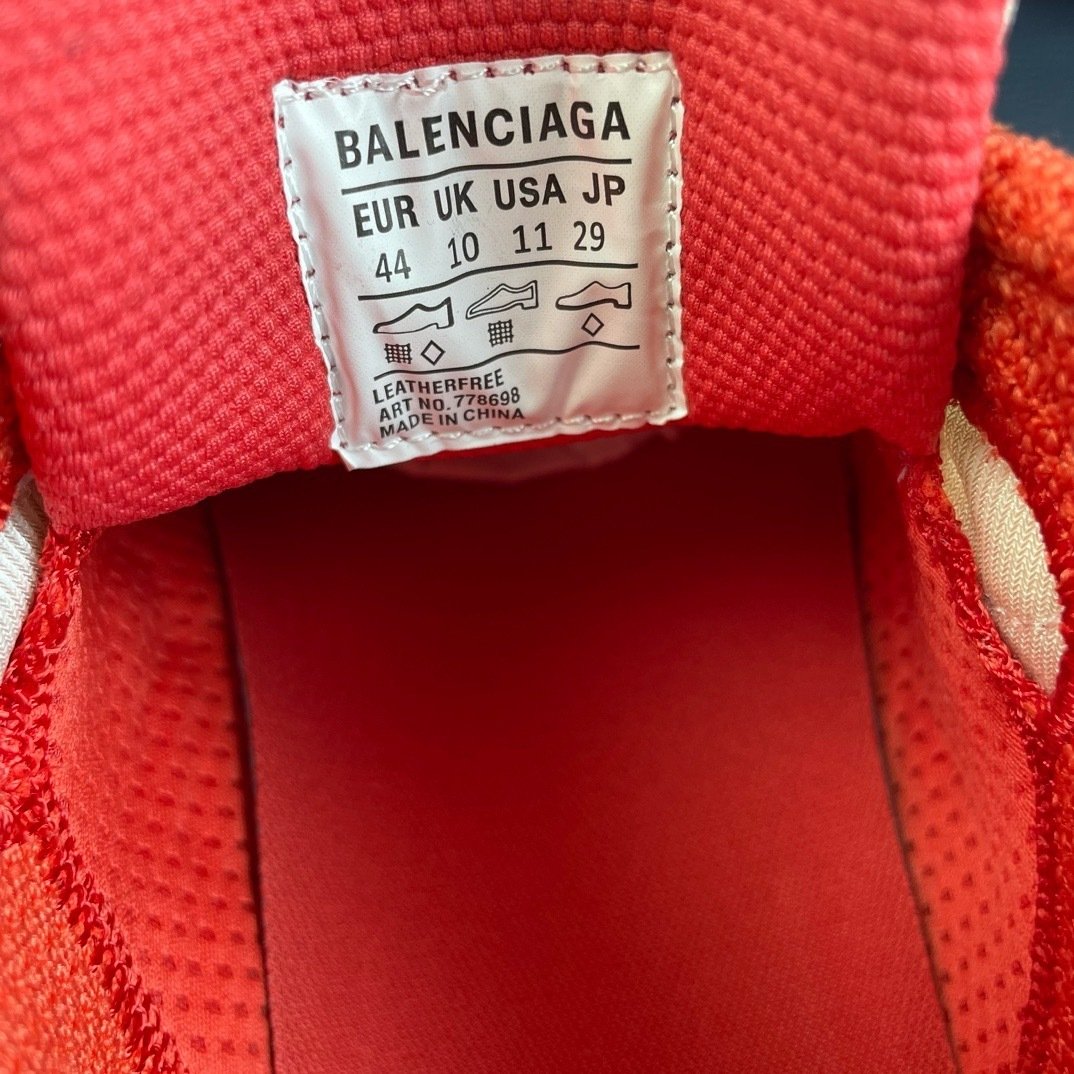 BALENCIAGA
EUR UK USA JP
44 10 11 29
LEATHERFREE
ART NO. 778698
MADE IN CHINA